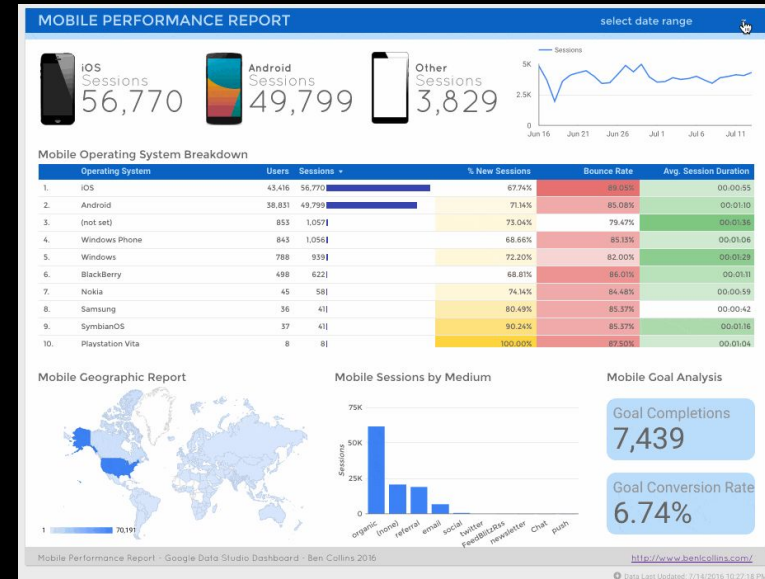 MOBILE PERFORMANCE REPORT
select date range
iOS
Sessions
56,770
Android
Sessions
49,799
Other
Sessions
3,829
Sessions
5K
2.5K
0
Jun 16 Jun 21 Jun 26 Jul 1 Jul 6 Jul 11
Mobile Operating System Breakdown
Operating System Users Sessions % New Sessions Bounce Rate Avg. Session Duration
1. iOS 43,416 56,770 67.74% 89.05% 00:00:55
2. Android 38,831 49,799 71.14% 85.08% 00:01:10
3. (not set) 853 1,057 73.04% 79.47% 00:01:36
4. Windows Phone 843 1,056 68.66% 85.13% 00:01:06
5. Windows 788 939 72.20% 82.00% 00:01:29
6. BlackBerry 498 622 68.81% 86.01% 00:01:11
7. Nokia 45 58 74.14% 84.48% 00:00:59
8. Samsung 36 41 80.49% 85.37% 00:00:42
9. SymbianOS 37 41 90.24% 85.37% 00:01:16
10. Playstation Vita 8 8 100.00% 87.50% 00:01:04
Mobile Geographic Report
1 70,191
Mobile Sessions by Medium
75K
50K
25K
0
Sessions
organic (none) referral email social twitter FeedBlitzRss newsletter Chat push
Mobile Goal Analysis
Goal Completions
7,439
Goal Conversion Rate
6.74%
Mobile Performance Report - Google Data Studio Dashboard - Ben Collins 2016
http://www.benlcollins.com/
Data Last Updated: 7/14/2016 10:27:18 PM